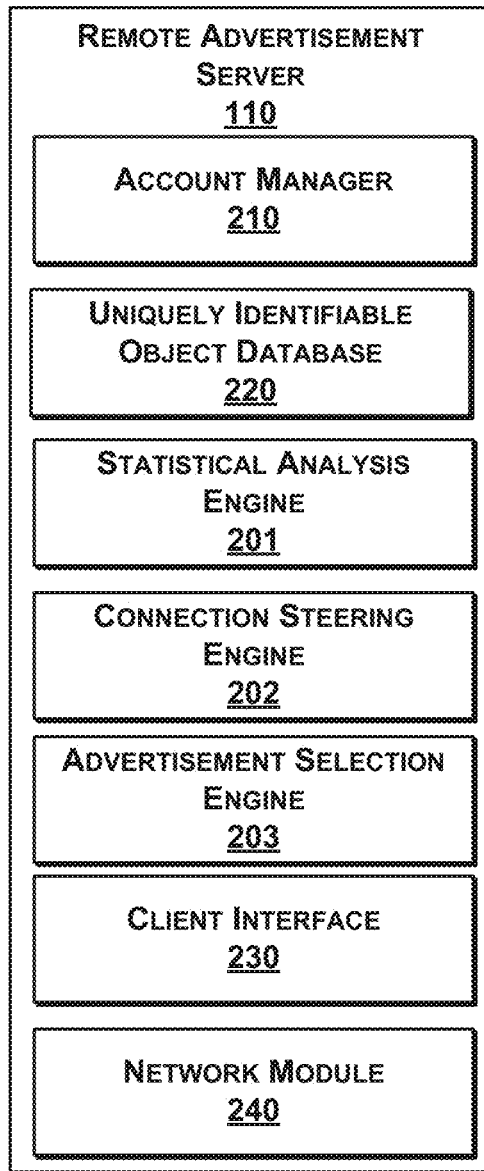 REMOTE ADVERTISEMENT
SERVER
110
ACCOUNT MANAGER
210
UNIQUELY IDENTIFIABLE
OBJECT DATABASE
220
STATISTICAL ANALYSIS
ENGINE
201
CONNECTION STEERING
ENGINE
202
ADVERTISEMENT SELECTION
ENGINE
203
CLIENT INTERFACE
230
NETWORK MODULE
240